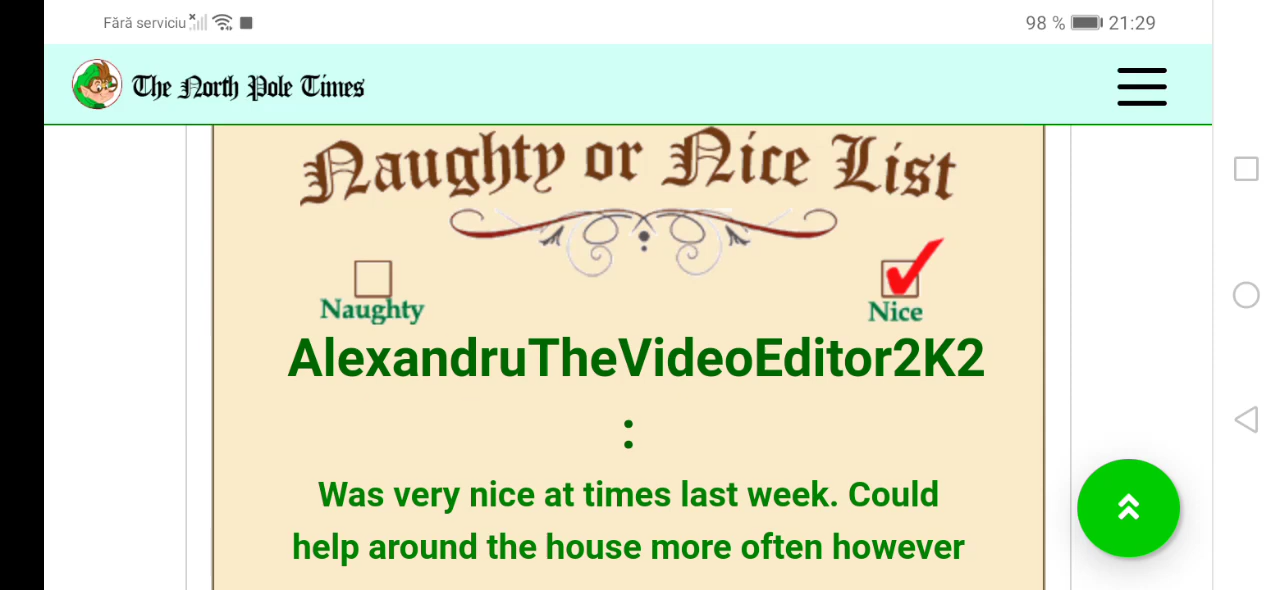 Fără serviciu 98 % 21:29
The North Pole Times
Naughty or Nice List
Naughty Nice
AlexandruTheVideoEditor2K2
:
Was very nice at times last week. Could
help around the house more often however